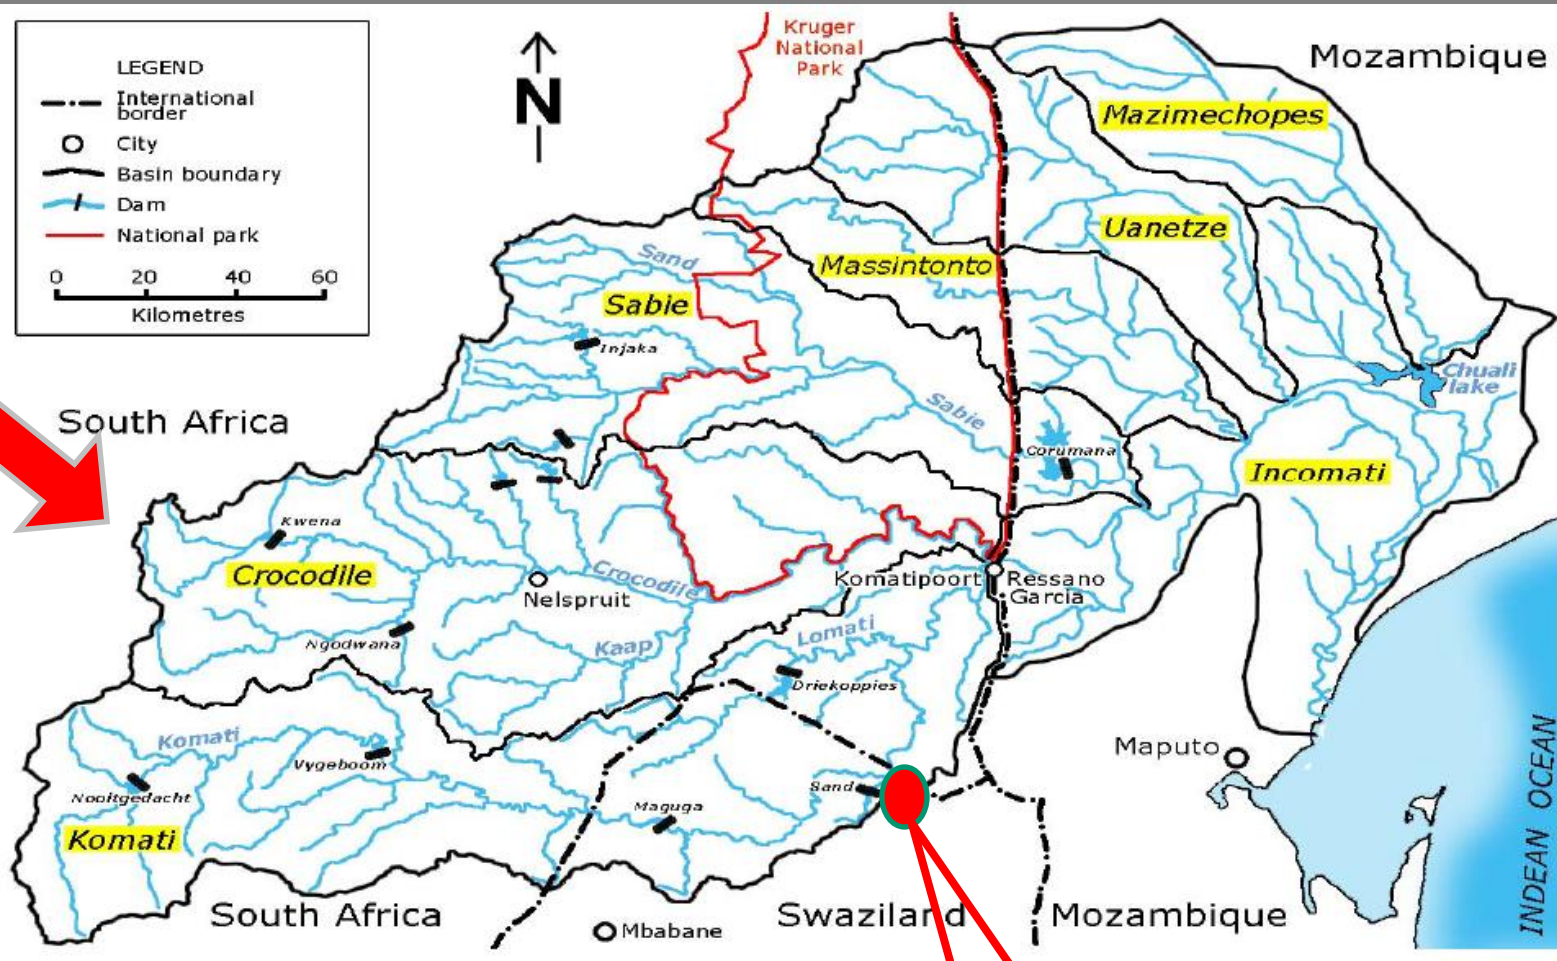 LEGEND
International
border
City
Basin boundary
Dam
National park
0 20 40 60
Kilometres
N
Kruger
National
Park
Mozambique
Mazimechopes
Uanetze
Massintonto
Sand
Sabie
Injaka
South Africa
Sabie
Chuali
lake
Corumana
Incomati
Kwena
Crocodile
Nelspruit
Crocodile
Komatipoort
Ressano
Garcia
Ngodwana
Kaap
Lomati
Driekoppies
Komati
Vygeboom
Nooitgedacht
Komati
Maguga
Sand
Maputo
INDEAN OCEAN
South Africa
Mbabane
Swaziland
Mozambique